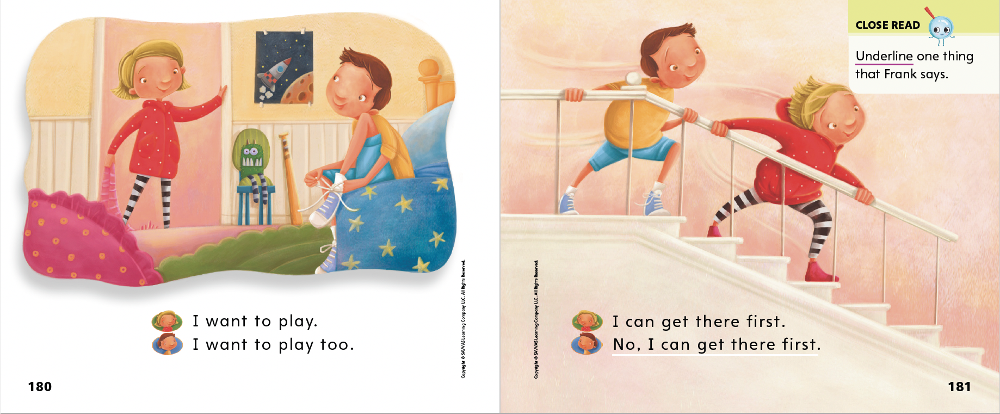 I want to play.
I want to play too.
Copyright © SAVVAS Learning Company LLC. All Rights Reserved.
180
CLOSE READ
Underline one thing
that Frank says.
I can get there first.
No, I can get there first.
Copyright © SAVVAS Learning Company LLC. All Rights Reserved.
181